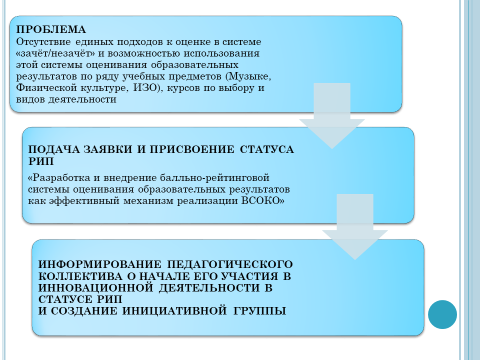 ПРОБЛЕМА
Отсутствие единых подходов к оценке в системе
«зачёт/незачёт» и возможностью использования
этой системы оценивания образовательных
результатов по ряду учебных предметов (Музыке,
Физической культуре, ИЗО), курсов по выбору и
видов деятельности
ПОДАЧА ЗАЯВКИ И ПРИСВОЕНИЕ СТАТУСА
РИП
«Разработка и внедрение балльно-рейтинговой
системы оценивания образовательных результатов
как эффективный механизм реализации ВСОКО»
ИНФОРМИРОВАНИЕ ПЕДАГОГИЧЕСКОГО
КОЛЛЕКТИВА О НАЧАЛЕ ЕГО УЧАСТИЯ В
ИННОВАЦИОННОЙ ДЕЯТЕЛЬНОСТИ В
СТАТУСЕ РИП
И СОЗДАНИЕ ИНИЦИАТИВНОЙ ГРУППЫ